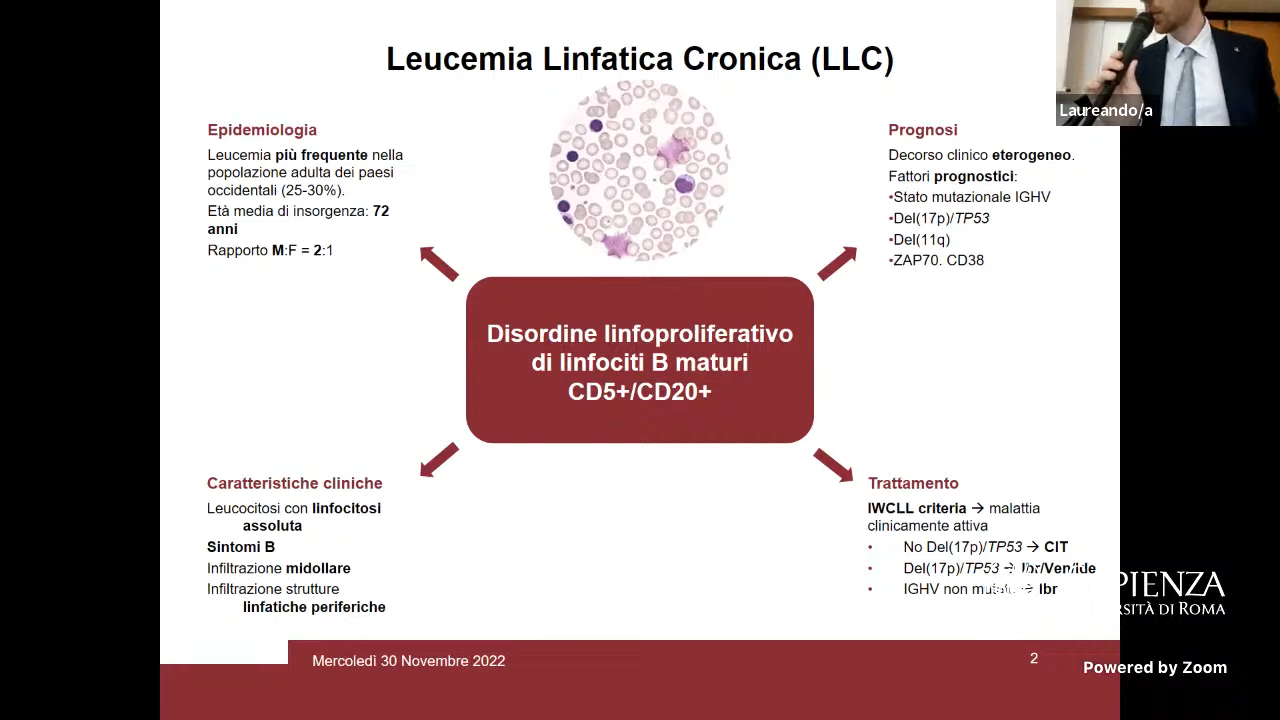 Leucemia Linfatica Cronica (LLC)
Laureando/a
Epidemiologia
Leucemia più frequente nella
popolazione adulta dei paesi
occidentali (25-30%).
Età media di insorgenza: 72
anni
Rapporto M:F = 2:1
Prognosi
Decorso clinico eterogeneo.
Fattori prognostici:
•Stato mutazionale IGHV
•Del(17p)/TP53
•Del(11q)
•ZAP70. CD38
Disordine linfoproliferativo
di linfociti B maturi
CD5+/CD20+
Caratteristiche cliniche
Leucocitosi con linfocitosi
assoluta
Sintomi B
Infiltrazione midollare
Infiltrazione strutture
linfatiche periferiche
Trattamento
IWCLL criteria → malattia
clinicamente attiva
• No Del(17p)/TP53 → CIT
• Del(17p)/TP53 → Ibr/Ven/Ide
• IGHV non → Ibr
PIENZA
RSITÀ DI ROMA
Mercoledì 30 Novembre 2022
2
Powered by Zoom